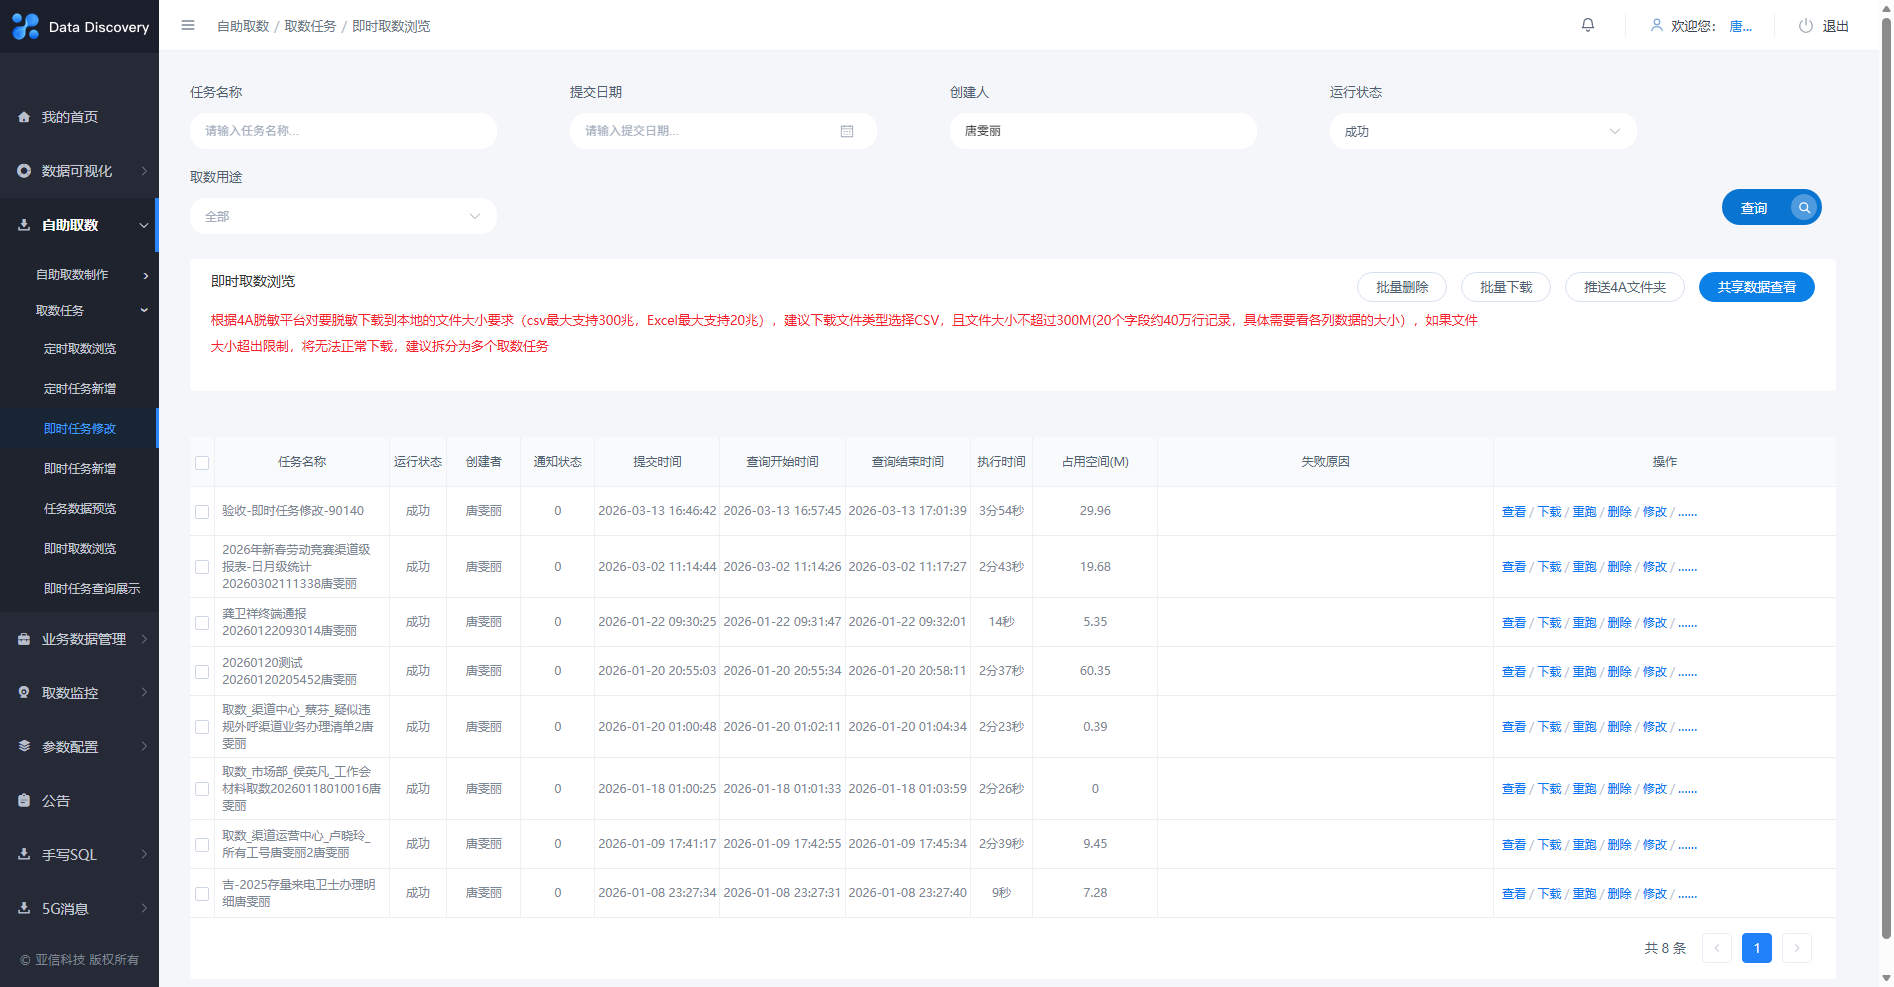 Data Discovery
自助取数 / 取数任务 / 即时取数浏览
欢迎您： 唐...
退出
我的首页
数据可视化
自助取数
自助取数制作
取数任务
定时取数浏览
定时任务新增
即时任务修改
即时任务新增
任务数据预览
即时取数浏览
即时任务查询展示
业务数据管理
取数监控
参数配置
公告
手写SQL
5G消息
© 亚信科技 版权所有
任务名称 提交日期 创建人 运行状态
请输入任务名称... 请输入提交日期... 唐雯丽 成功
取数用途
全部
查询
即时取数浏览
批量删除 批量下载 推送4A文件夹 共享数据查看
根据4A脱敏平台对要脱敏下载到本地的文件大小要求（csv最大支持300兆，Excel最大支持20兆），建议下载文件类型选择CSV，且文件大小不超过300M(20个字段约40万行记录，具体需要看各列数据的大小），如果文件
大小超出限制，将无法正常下载，建议拆分为多个取数任务
任务名称 运行状态 创建者 通知状态 提交时间 查询开始时间 查询结束时间 执行时间 占用空间(M) 失败原因 操作
验收-即时任务修改-90140 成功 唐雯丽 0 2026-03-13 16:46:42 2026-03-13 16:57:45 2026-03-13 17:01:39 3分54秒 29.96 查看 / 下载 / 重跑 / 删除 / 修改 / ......
2026年新春劳动竞赛渠道级
报表-日月级统计
20260302111338唐雯丽
成功 唐雯丽 0 2026-03-02 11:14:44 2026-03-02 11:14:26 2026-03-02 11:17:27 2分43秒 19.68 查看 / 下载 / 重跑 / 删除 / 修改 / ......
龚卫祥终端通报
20260122093014唐雯丽
成功 唐雯丽 0 2026-01-22 09:30:25 2026-01-22 09:31:47 2026-01-22 09:32:01 14秒 5.35 查看 / 下载 / 重跑 / 删除 / 修改 / ......
20260120测试
20260120205452唐雯丽
成功 唐雯丽 0 2026-01-20 20:55:03 2026-01-20 20:55:34 2026-01-20 20:58:11 2分37秒 60.35 查看 / 下载 / 重跑 / 删除 / 修改 / ......
取数_渠道中心_蔡芬_疑似违
规外呼渠道业务办理清单2唐
雯丽
成功 唐雯丽 0 2026-01-20 01:00:48 2026-01-20 01:02:11 2026-01-20 01:04:34 2分23秒 0.39 查看 / 下载 / 重跑 / 删除 / 修改 / ......
取数_市场部_侯英凡_工作会
材料取数20260118010016唐
雯丽
成功 唐雯丽 0 2026-01-18 01:00:25 2026-01-18 01:01:33 2026-01-18 01:03:59 2分26秒 0 查看 / 下载 / 重跑 / 删除 / 修改 / ......
取数_渠道运营中心_卢晓玲_
所有工号唐雯丽2唐雯丽
成功 唐雯丽 0 2026-01-09 17:41:17 2026-01-09 17:42:55 2026-01-09 17:45:34 2分39秒 9.45 查看 / 下载 / 重跑 / 删除 / 修改 / ......
吉-2025存量来电卫士办理明
细唐雯丽
成功 唐雯丽 0 2026-01-08 23:27:34 2026-01-08 23:27:31 2026-01-08 23:27:40 9秒 7.28 查看 / 下载 / 重跑 / 删除 / 修改 / ......
共 8 条 1